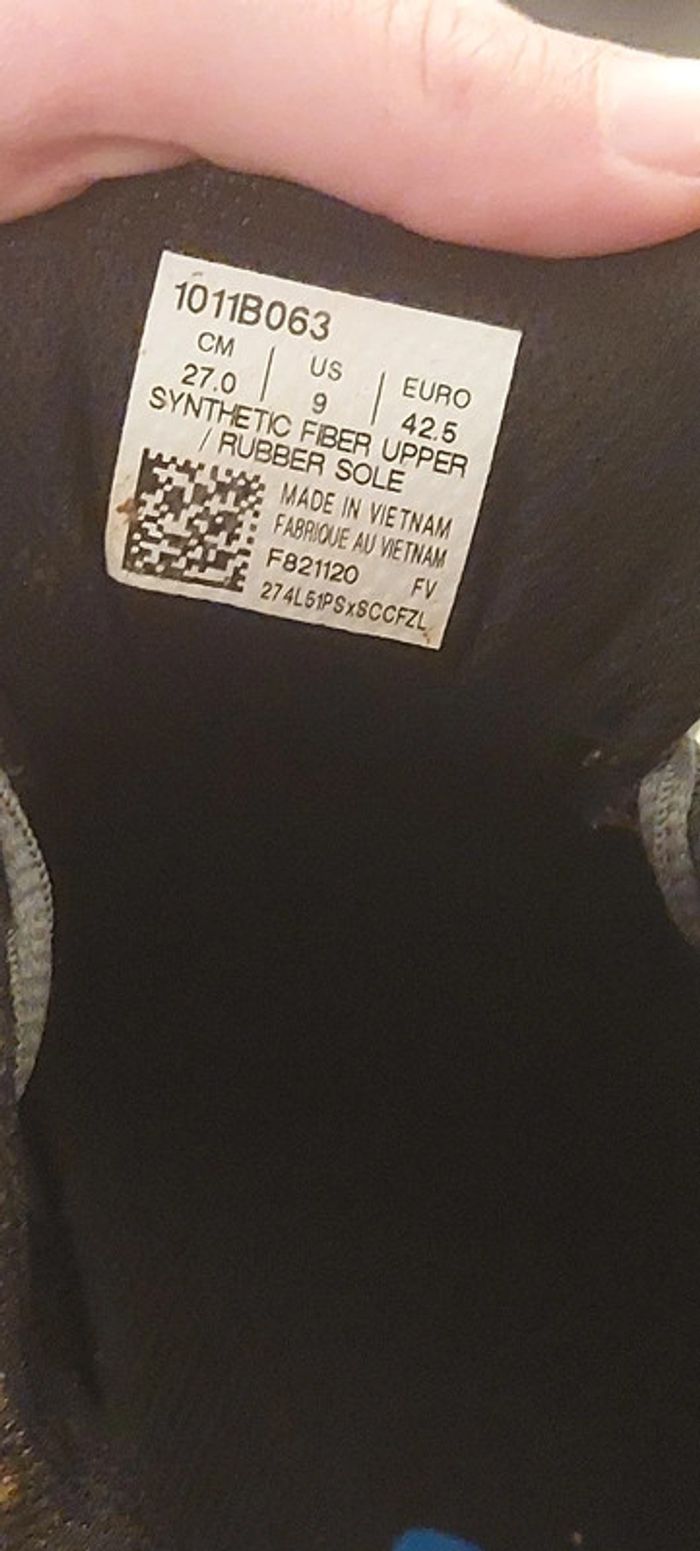 1011B063
CM | US | EURO
27.0 | 9 | 42.5
SYNTHETIC FIBER UPPER
/ RUBBER SOLE
MADE IN VIETNAM
FABRIQUE AU VIETNAM
F821120 FV
274L51PSxSCCFZL